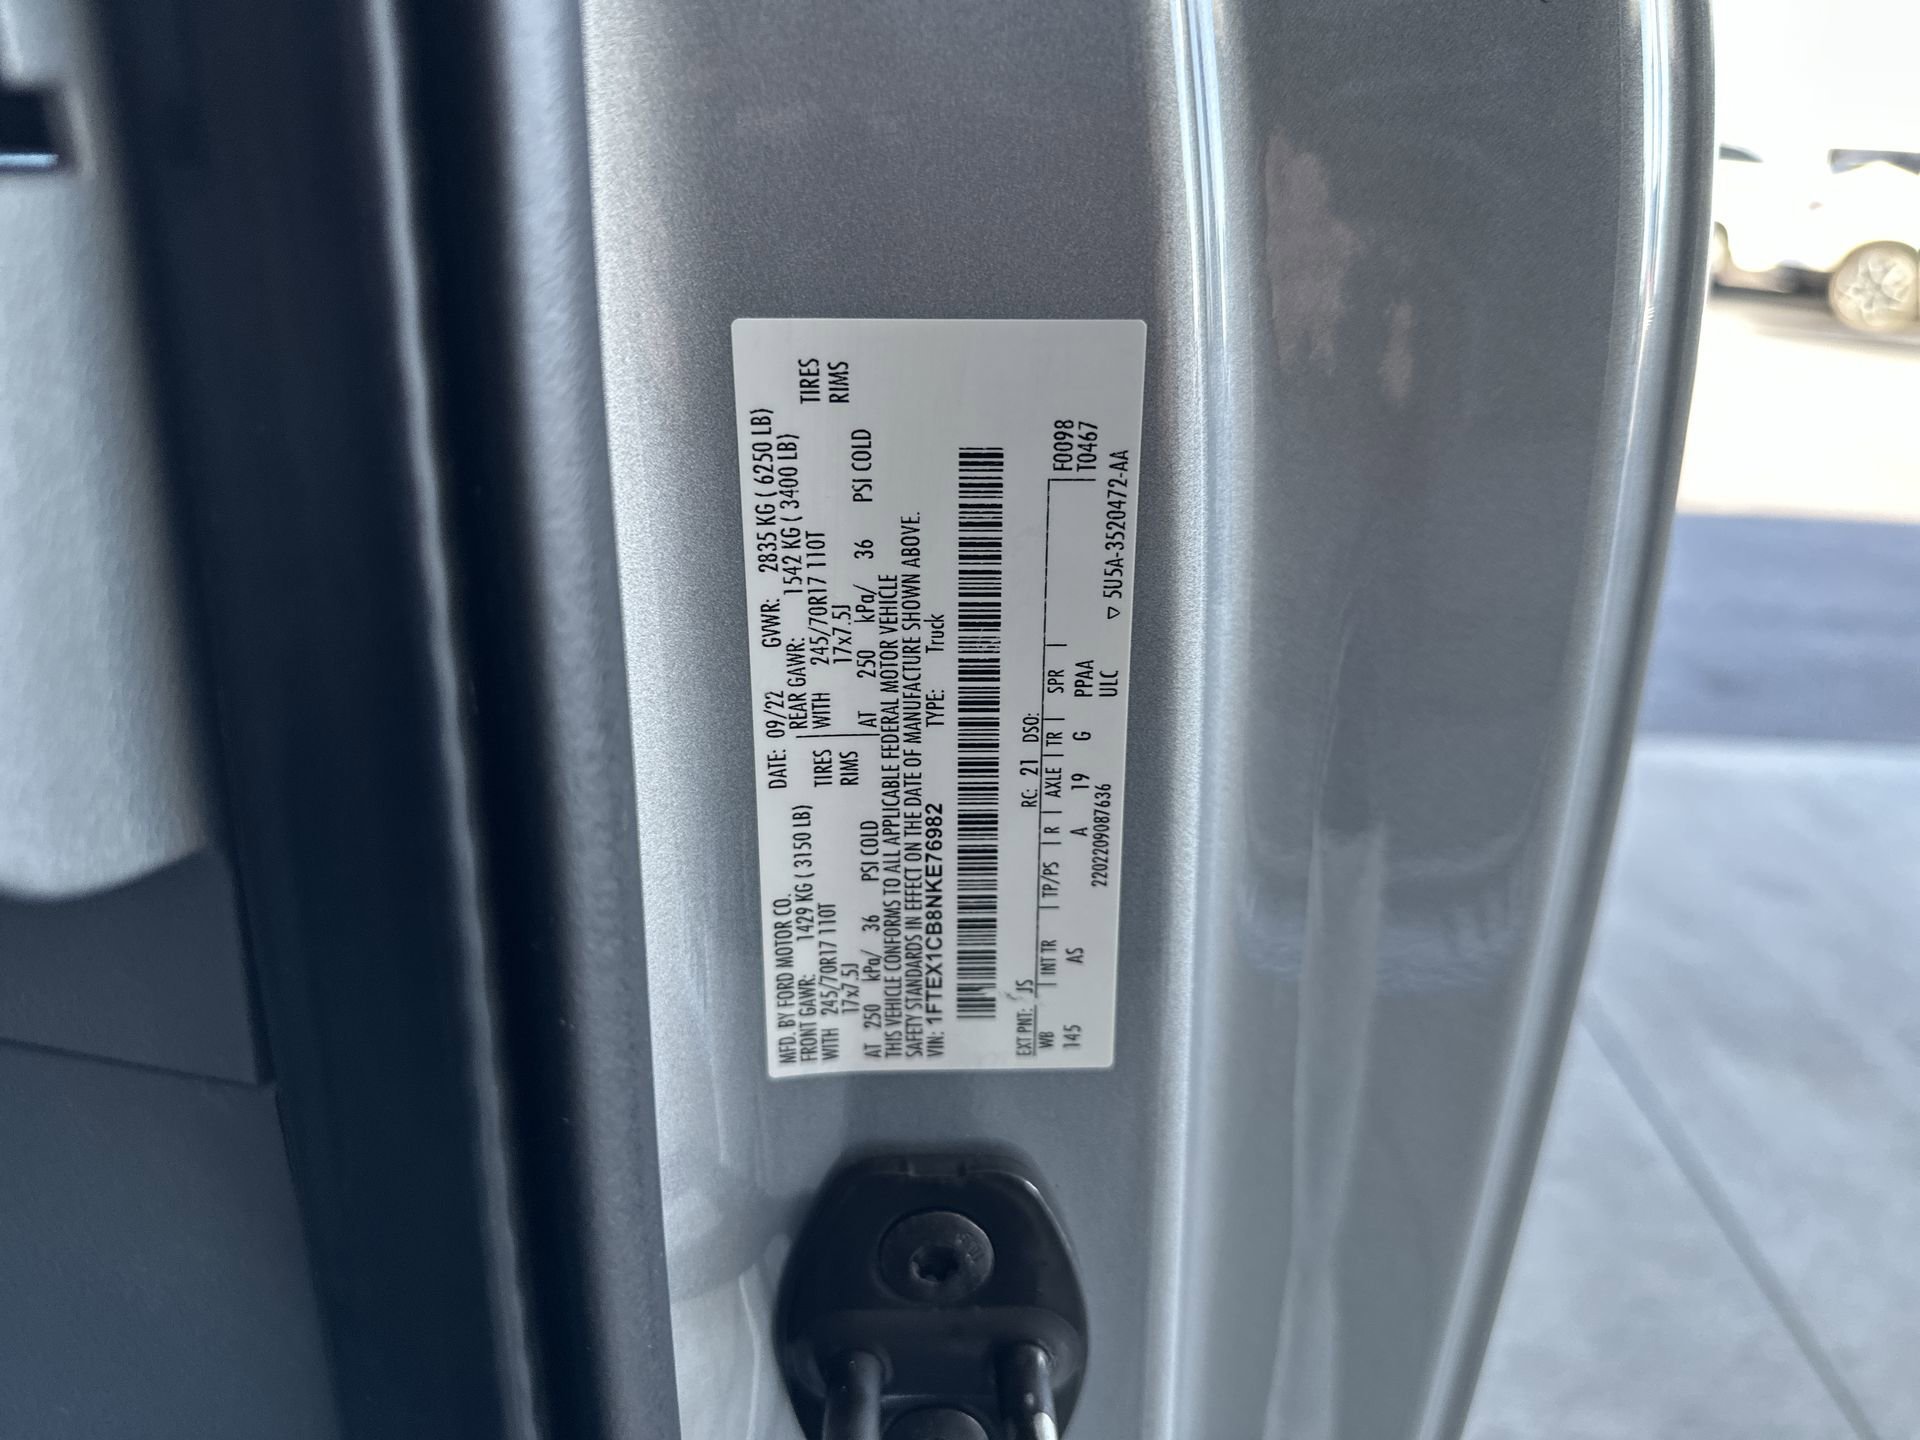 MFD. BY FORD MOTOR CO. DATE: 09/22 GVWR: 2835 KG ( 6250 LB)
FRONT GAWR: 1429 KG ( 3150 LB) REAR GAWR: 1542 KG ( 3400 LB)
WITH 245/70R17 110T TIRES WITH 245/70R17 110T TIRES
17x7.5J RIMS 17x7.5J RIMS
AT 250 kPa/ 36 PSI COLD AT 250 kPa/ 36 PSI COLD
THIS VEHICLE CONFORMS TO ALL APPLICABLE FEDERAL MOTOR VEHICLE
SAFETY STANDARDS IN EFFECT ON THE DATE OF MANUFACTURE SHOWN ABOVE.
VIN: 1FTEX1CB8NKE76982 TYPE: Truck
EXT PNT: JS RC: 21 DSO: F0098
WB INT TR TP/PS R AXLE TR SPR T0467
145 AS A 19 G PPAA
2202209087636 ULC ▽ 5U5A-3520472-AA